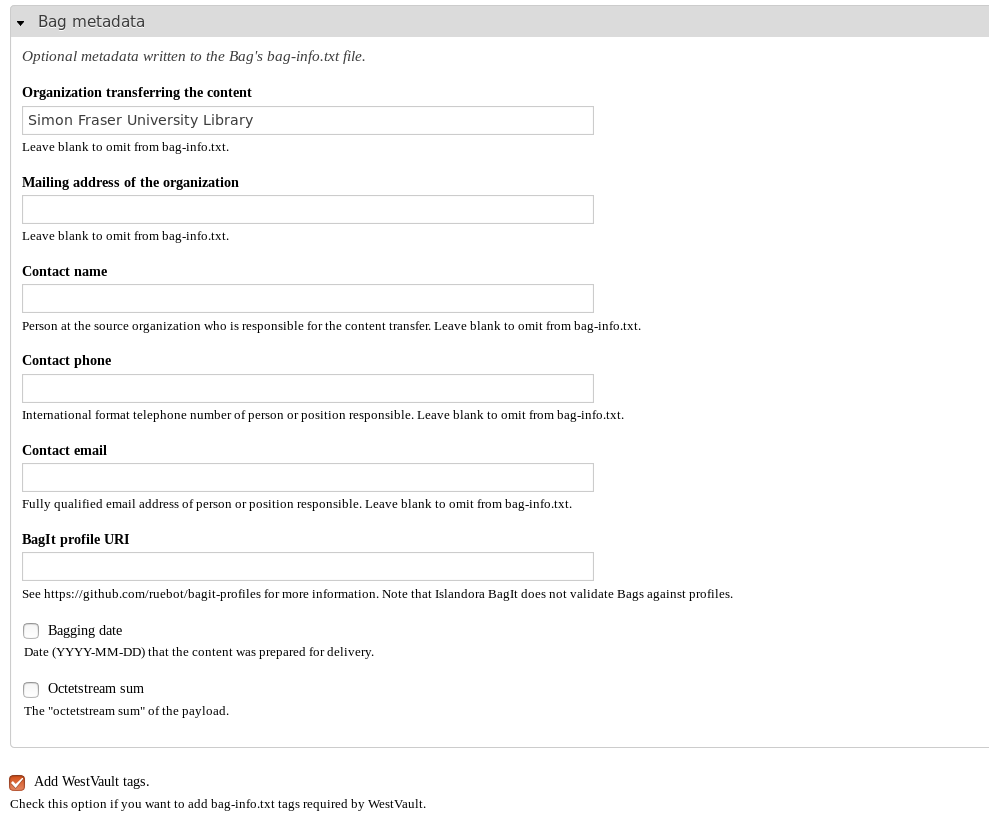 Bag metadata
Optional metadata written to the Bag's bag-info.txt file.
Organization transferring the content
Simon Fraser University Library
Leave blank to omit from bag-info.txt.
Mailing address of the organization
Leave blank to omit from bag-info.txt.
Contact name
Person at the source organization who is responsible for the content transfer. Leave blank to omit from bag-info.txt.
Contact phone
International format telephone number of person or position responsible. Leave blank to omit from bag-info.txt.
Contact email
Fully qualified email address of person or position responsible. Leave blank to omit from bag-info.txt.
BagIt profile URI
See https://github.com/ruebot/bagit-profiles for more information. Note that Islandora BagIt does not validate Bags against profiles.
Bagging date
Date (YYYY-MM-DD) that the content was prepared for delivery.
Octetstream sum
The "octetstream sum" of the payload.
Add WestVault tags.
Check this option if you want to add bag-info.txt tags required by WestVault.